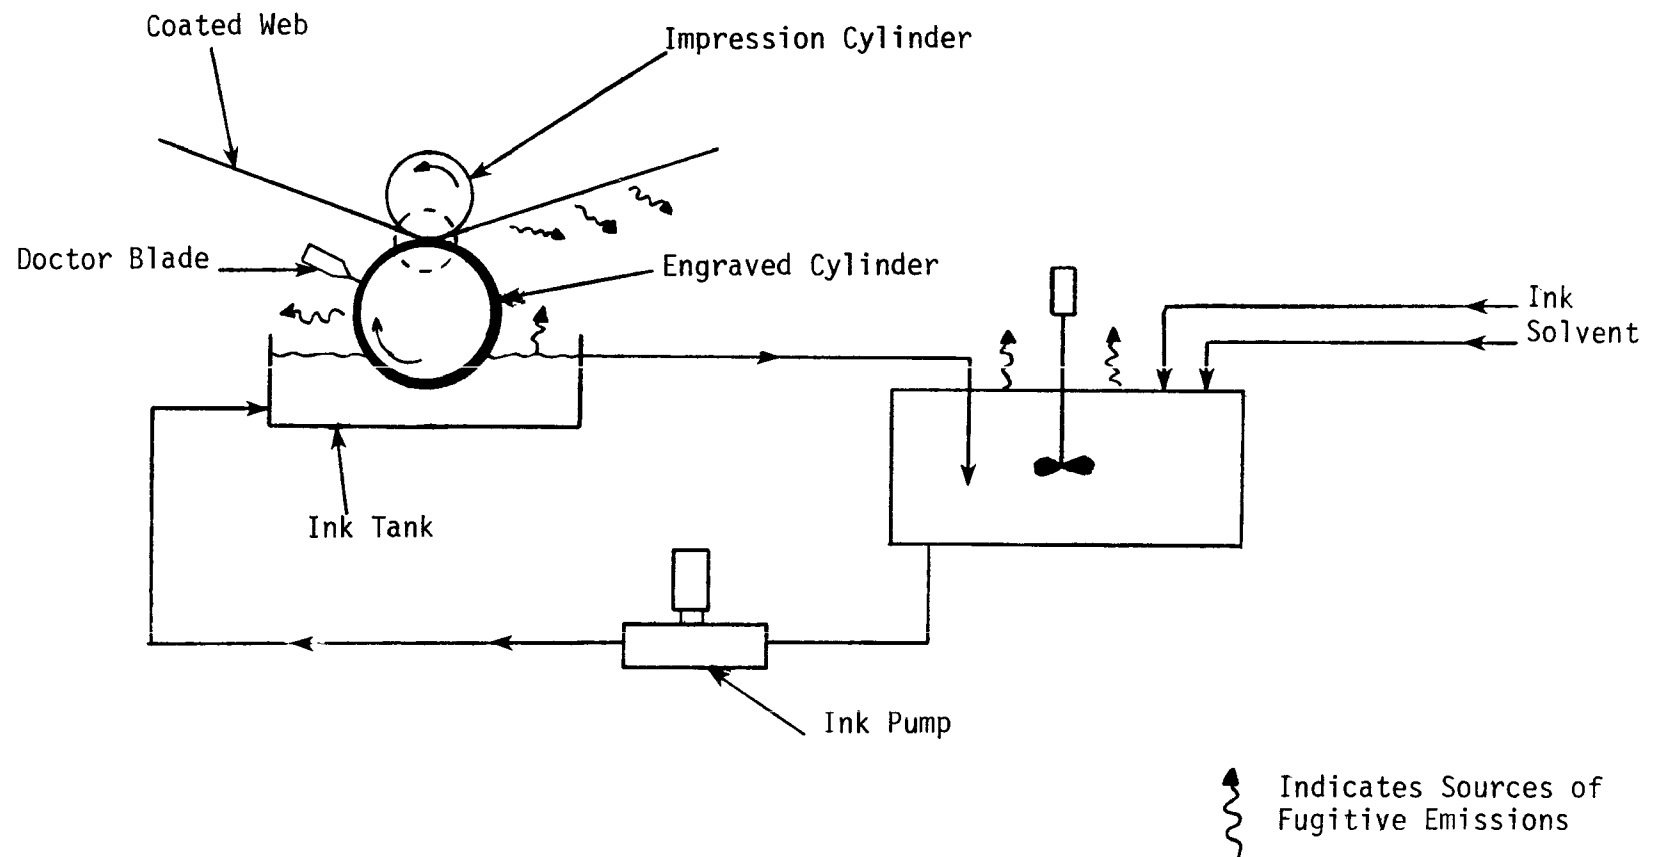 Coated Web
Impression Cylinder
Doctor Blade
Engraved Cylinder
Ink
Solvent
Ink Tank
Ink Pump
Indicates Sources of
Fugitive Emissions